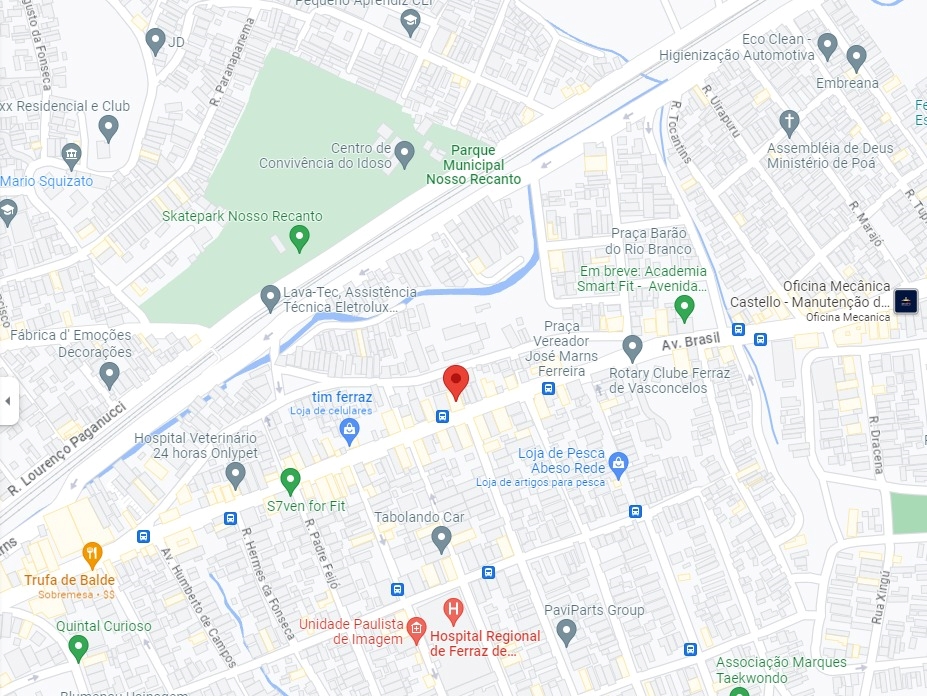 Pequeno Aprendiz CEI
JD
Augusto da Fonseca
R. Paranapanema
Eco Clean -
Higienização Automotiva
Embreana
xx Residencial e Club
R. Uirapuru
R. Tocantins
Assembléia de Deus
Ministério de Poá
Centro de
Convivência do Idoso
Parque
Municipal
Nosso Recanto
Mario Squizato
R. Marajó
Skatepark Nosso Recanto
Praça Barão
do Rio Branco
Em breve: Academia
Smart Fit - Avenida...
Oficina Mecânica
Castello - Manutenção d...
Oficina Mecanica
Lava-Tec, Assistência
Técnica Eletrolux...
Fábrica d' Emoções
Decorações
Praça
Vereador
José Marns
Ferreira
Av. Brasil
Rotary Clube Ferraz
de Vasconcelos
tim ferraz
Loja de celulares
R. Lourenço Paganucci
Hospital Veterinário
24 horas Onlypet
Loja de Pesca
Abeso Rede
Loja de artigos para pesca
R. Dracena
S7ven for Fit
Tabolando Car
R. Padre Feijó
R. Hermes da Fonseca
Av. Humberto de Campos
Trufa de Balde
Sobremesa • $$
Rua Xingú
Quintal Curioso
Unidade Paulista
de Imagem
H
Hospital Regional
de Ferraz de...
PaviParts Group
Associação Marques
Taekwondo